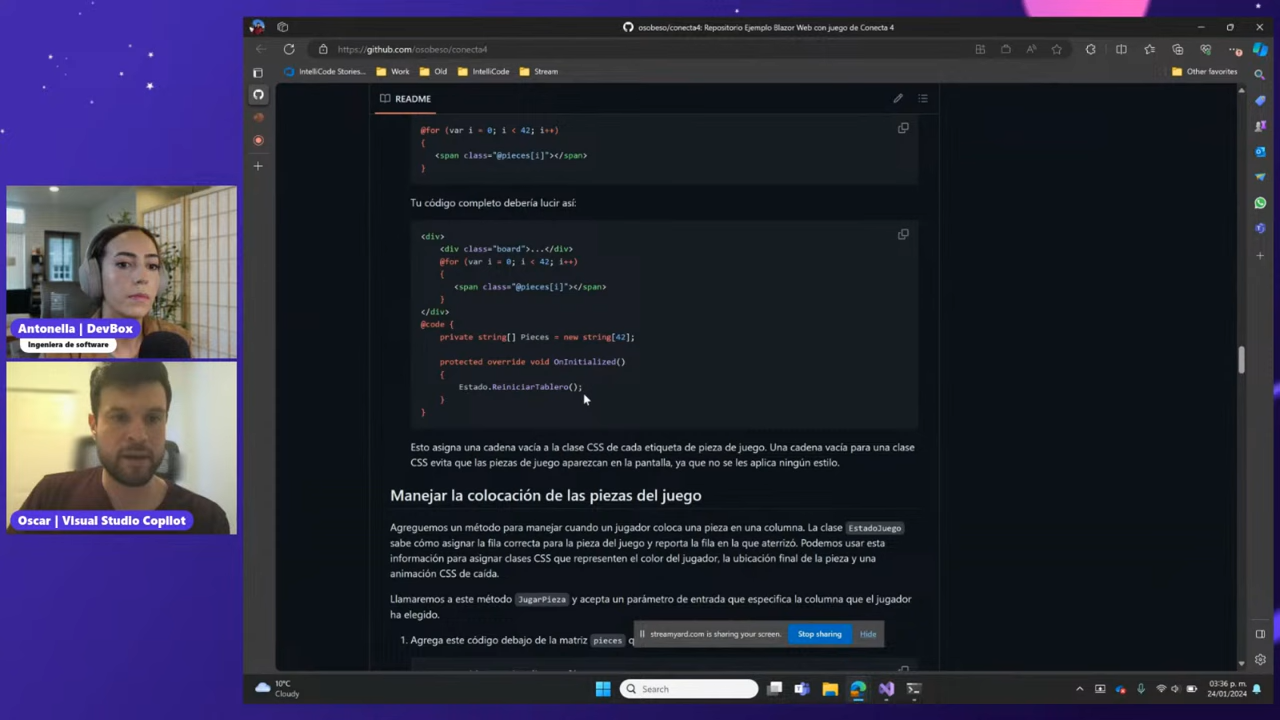 osobeso/conecta4: Repositorio Ejemplo Blazor Web con juego de Conecta 4
https://github.com/osobeso/conecta4
IntelliCode Stories...
Work
Old
IntelliCode
Stream
Other favorites
README
@for (var i = 0; i < 42; i++)
{
<span class="@pieces[i]"></span>
}
Tu código completo debería lucir así:
<div>
<div class="board">...</div>
@for (var i = 0; i < 42; i++)
{
<span class="@pieces[i]"></span>
}
</div>
@code {
private string[] Pieces = new string[42];
protected override void OnInitialized()
{
Estado.ReiniciarTablero();
}
}
Esto asigna una cadena vacía a la clase CSS de cada etiqueta de pieza de juego. Una cadena vacía para una clase
CSS evita que las piezas de juego aparezcan en la pantalla, ya que no se les aplica ningún estilo.
Manejar la colocación de las piezas del juego
Agreguemos un método para manejar cuando un jugador coloca una pieza en una columna. La clase EstadoJuego
sabe cómo asignar la fila correcta para la pieza del juego y reporta la fila en la que aterrizó. Podemos usar esta
información para asignar clases CSS que representen el color del jugador, la ubicación final de la pieza y una
animación CSS de caída.
Llamaremos a este método JugarPieza y acepta un parámetro de entrada que especifica la columna que el jugador
ha elegido.
1. Agrega este código debajo de la matriz pieces q
streamyard.com is sharing your screen.
Stop sharing
Hide
Antonella | DevBox
Ingeniera de software
Oscar | Visual Studio Copilot
10°C
Cloudy
Search
03:36 p. m.
24/01/2024